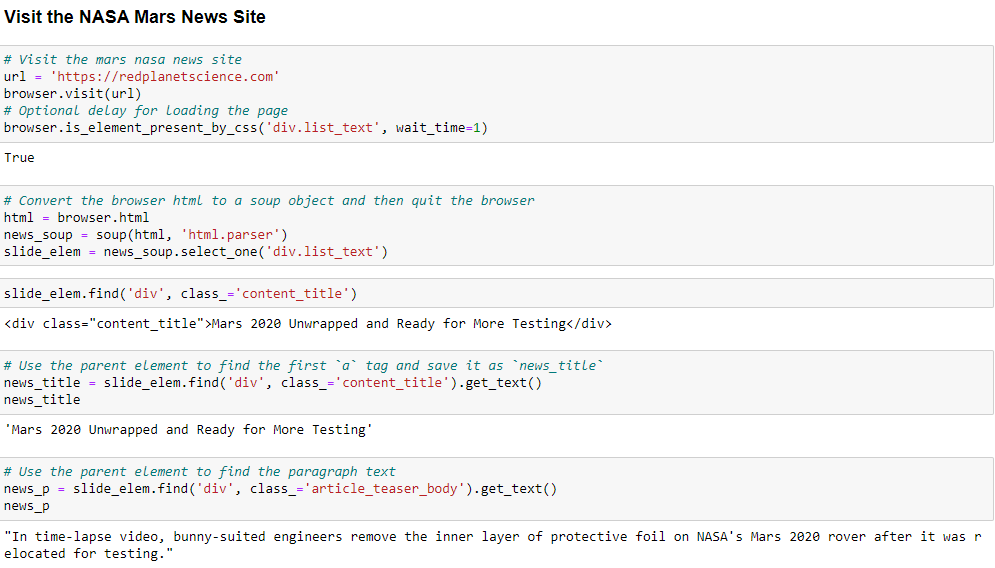 Visit the NASA Mars News Site
# Visit the mars nasa news site
url = 'https://redplanetscience.com'
browser.visit(url)
# Optional delay for loading the page
browser.is_element_present_by_css('div.list_text', wait_time=1)
True
# Convert the browser html to a soup object and then quit the browser
html = browser.html
news_soup = soup(html, 'html.parser')
slide_elem = news_soup.select_one('div.list_text')
slide_elem.find('div', class_='content_title')
<div class="content_title">Mars 2020 Unwrapped and Ready for More Testing</div>
# Use the parent element to find the first `a` tag and save it as `news_title`
news_title = slide_elem.find('div', class_='content_title').get_text()
news_title
'Mars 2020 Unwrapped and Ready for More Testing'
# Use the parent element to find the paragraph text
news_p = slide_elem.find('div', class_='article_teaser_body').get_text()
news_p
"In time-lapse video, bunny-suited engineers remove the inner layer of protective foil on NASA's Mars 2020 rover after it was r
elocated for testing."